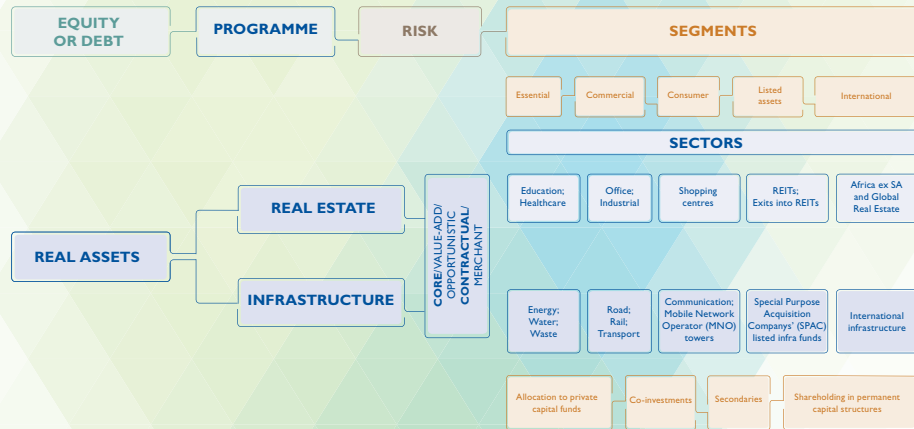 EQUITY
OR DEBT
PROGRAMME
RISK
SEGMENTS
Essential
Commercial
Consumer
Listed
assets
International
SECTORS
REAL ASSETS
REAL ESTATE
INFRASTRUCTURE
CORE/VALUE-ADD/
OPPORTUNISTIC
CONTRACTUAL/
MERCHANT
Education;
Healthcare
Office;
Industrial
Shopping
centres
REITs;
Exits into REITs
Africa ex SA
and Global
Real Estate
Energy;
Water;
Waste
Road;
Rail;
Transport
Communication;
Mobile Network
Operator (MNO)
towers
Special Purpose
Acquisition
Companys' (SPAC)
listed infra funds
International
infrastructure
Allocation to private
capital funds
Co-investments
Secondaries
Shareholding in permanent
capital structures